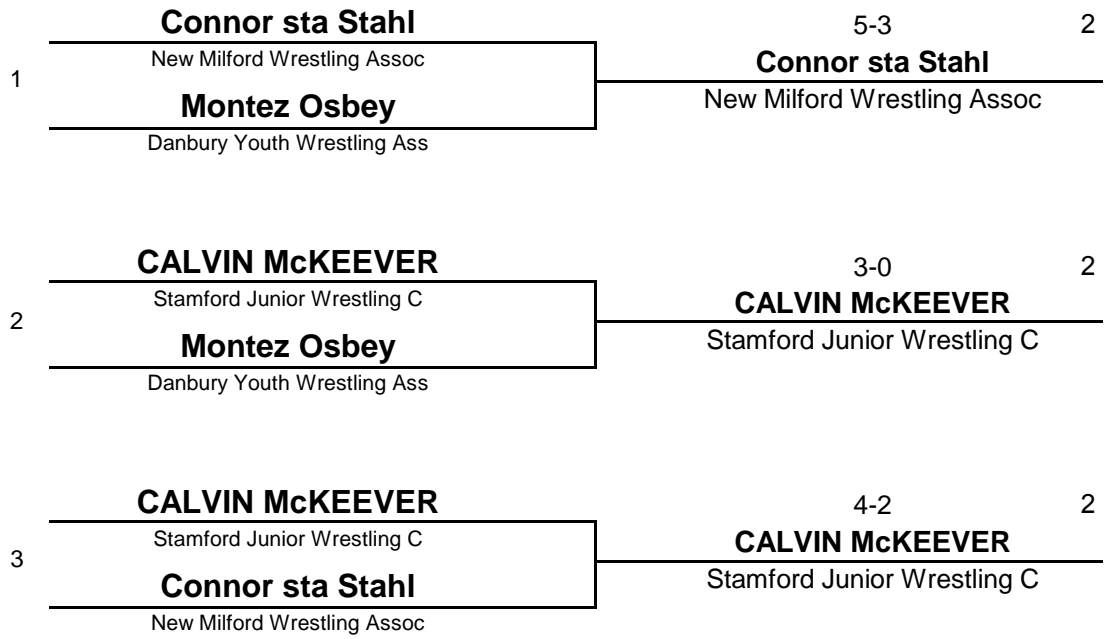 Connor sta Stahl
5-3 2
New Milford Wrestling Assoc
Connor sta Stahl
1
Montez Osbey
New Milford Wrestling Assoc
Danbury Youth Wrestling Ass
CALVIN McKEEVER
3-0 2
Stamford Junior Wrestling C
CALVIN McKEEVER
2
Montez Osbey
Stamford Junior Wrestling C
Danbury Youth Wrestling Ass
CALVIN McKEEVER
4-2 2
Stamford Junior Wrestling C
CALVIN McKEEVER
3
Connor sta Stahl
Stamford Junior Wrestling C
New Milford Wrestling Assoc